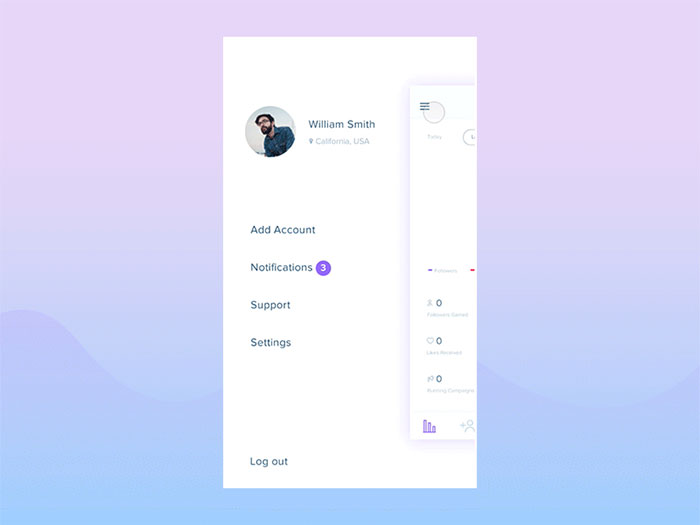 William Smith
California, USA
Add Account
Notifications 3
Support
Settings
Log out
Today
Followers
0
Followers Gained
0
Likes Received
0
Running Campaigns